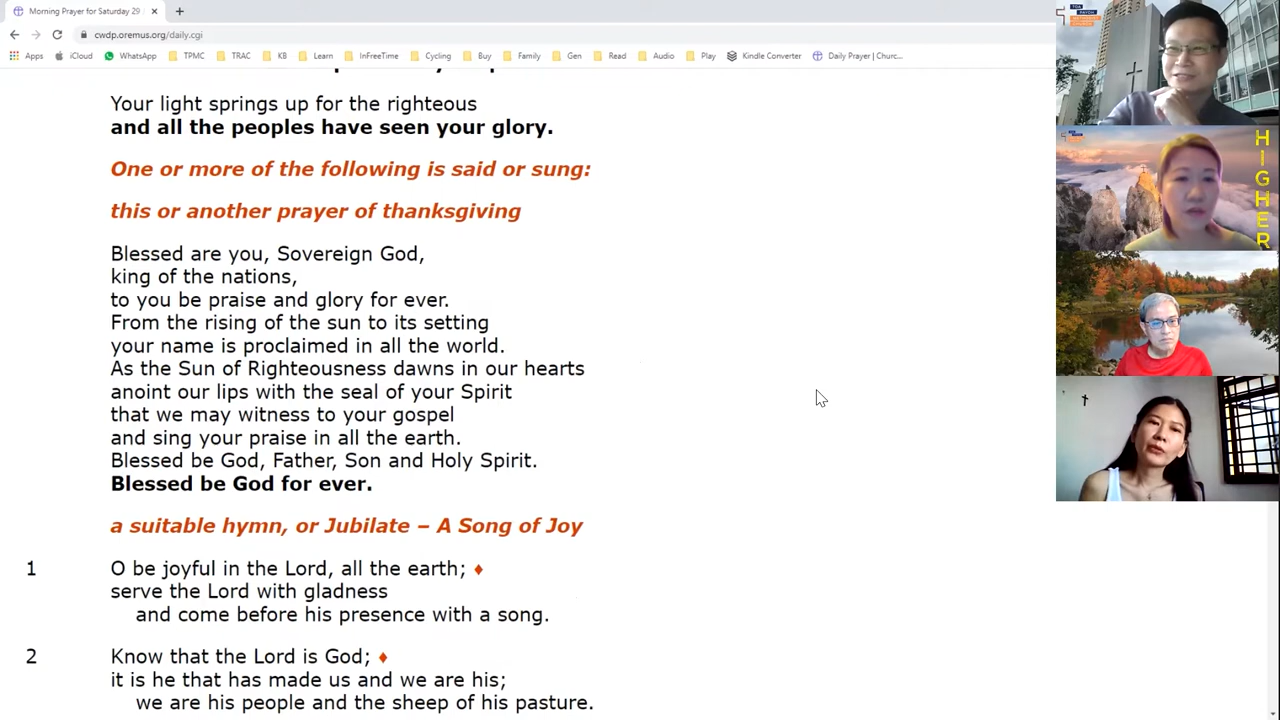 Morning Prayer for Saturday 29
cwdp.oremus.org/daily.cgi
Apps iCloud WhatsApp TPMC TRAC KB Learn InFreeTime Cycling Buy Family Gen Read Audio Play Kindle Converter Daily Prayer | Churc...
Your light springs up for the righteous
and all the peoples have seen your glory.
One or more of the following is said or sung:
this or another prayer of thanksgiving
Blessed are you, Sovereign God,
king of the nations,
to you be praise and glory for ever.
From the rising of the sun to its setting
your name is proclaimed in all the world.
As the Sun of Righteousness dawns in our hearts
anoint our lips with the seal of your Spirit
that we may witness to your gospel
and sing your praise in all the earth.
Blessed be God, Father, Son and Holy Spirit.
Blessed be God for ever.
a suitable hymn, or Jubilate – A Song of Joy
1 O be joyful in the Lord, all the earth; ♦
serve the Lord with gladness
and come before his presence with a song.
2 Know that the Lord is God; ♦
it is he that has made us and we are his;
we are his people and the sheep of his pasture.
TOA
PAYOH
HIGHER